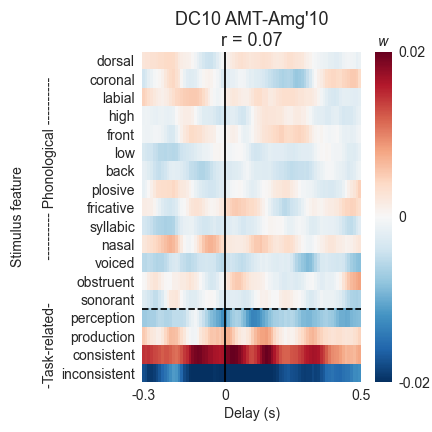 DC10 AMT-Amg'10
r = 0.07
w
Stimulus feature
---------- Phonological ----------
-Task-related-
dorsal
coronal
labial
high
front
low
back
plosive
fricative
syllabic
nasal
voiced
obstruent
sonorant
perception
production
consistent
inconsistent
0.02
0
-0.02
-0.3
0
0.5
Delay (s)